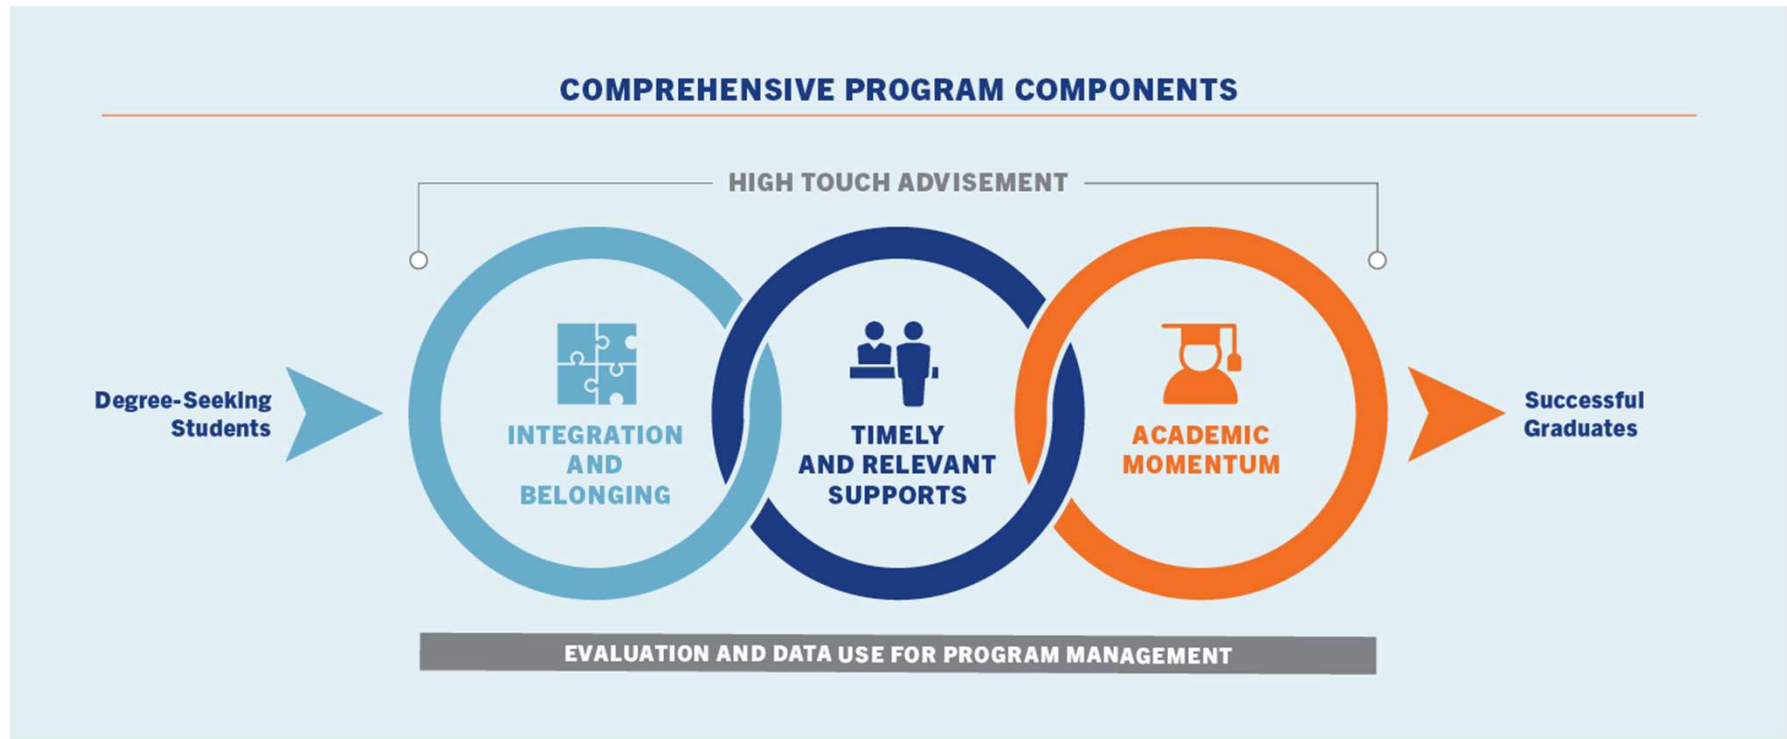 COMPREHENSIVE PROGRAM COMPONENTS
HIGH TOUCH ADVISEMENT
Degree-Seeking
Students
INTEGRATION
AND
BELONGING
TIMELY
AND RELEVANT
SUPPORTS
ACADEMIC
MOMENTUM
Successful
Graduates
EVALUATION AND DATA USE FOR PROGRAM MANAGEMENT